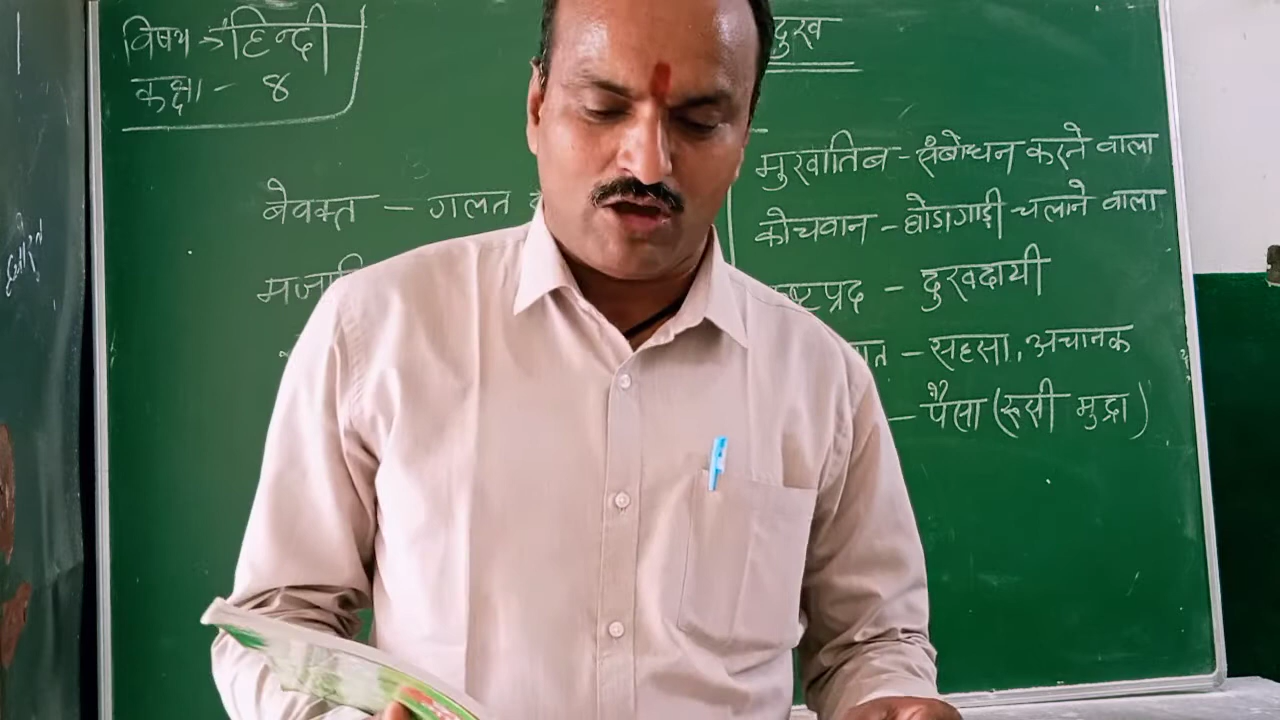 विषय → हिन्दी
कक्षा - 8
दुख
बेवक्त - गलत
मुखातिब - संबोधन करने वाला
कोचवान - घोडागाड़ी चलाने वाला
- दुखदायी
- सहसा, अचानक
- पैसा (रूसी मुद्रा)